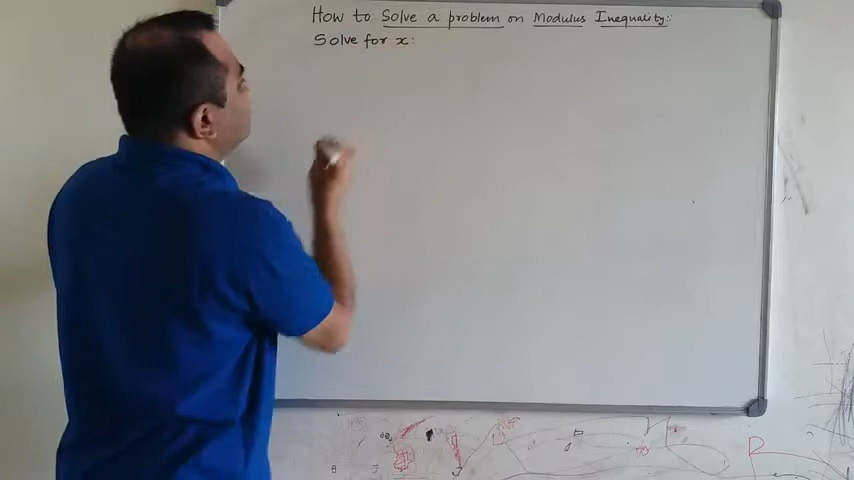 How to Solve a problem on Modulus Inequality:
Solve for x: